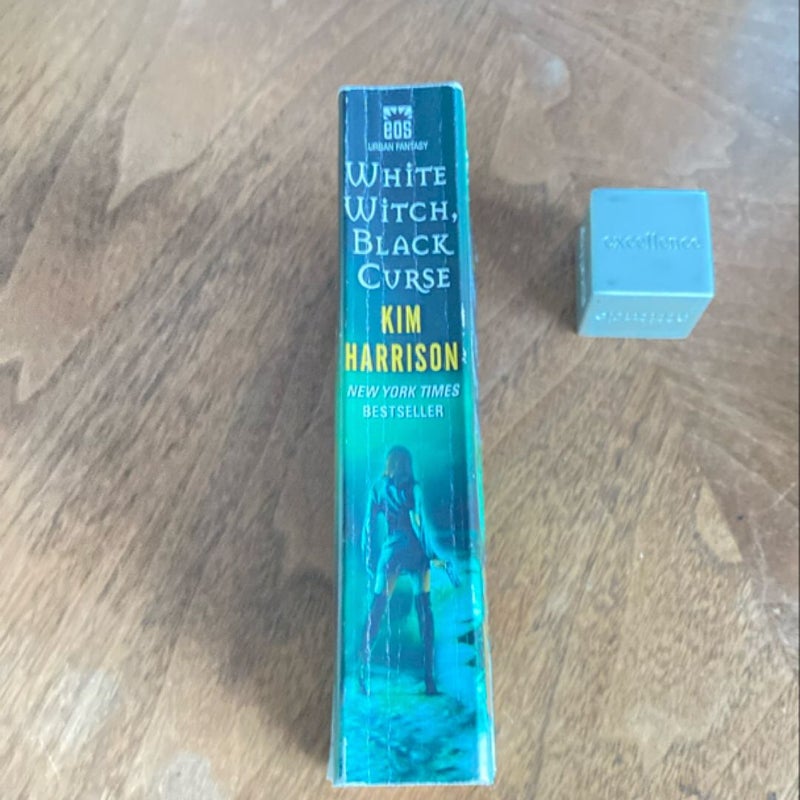 eos
URBAN FANTASY
WHITE
WITCH,
BLACK
CURSE
KIM
HARRISON
NEW YORK TIMES
BESTSELLER
excellence